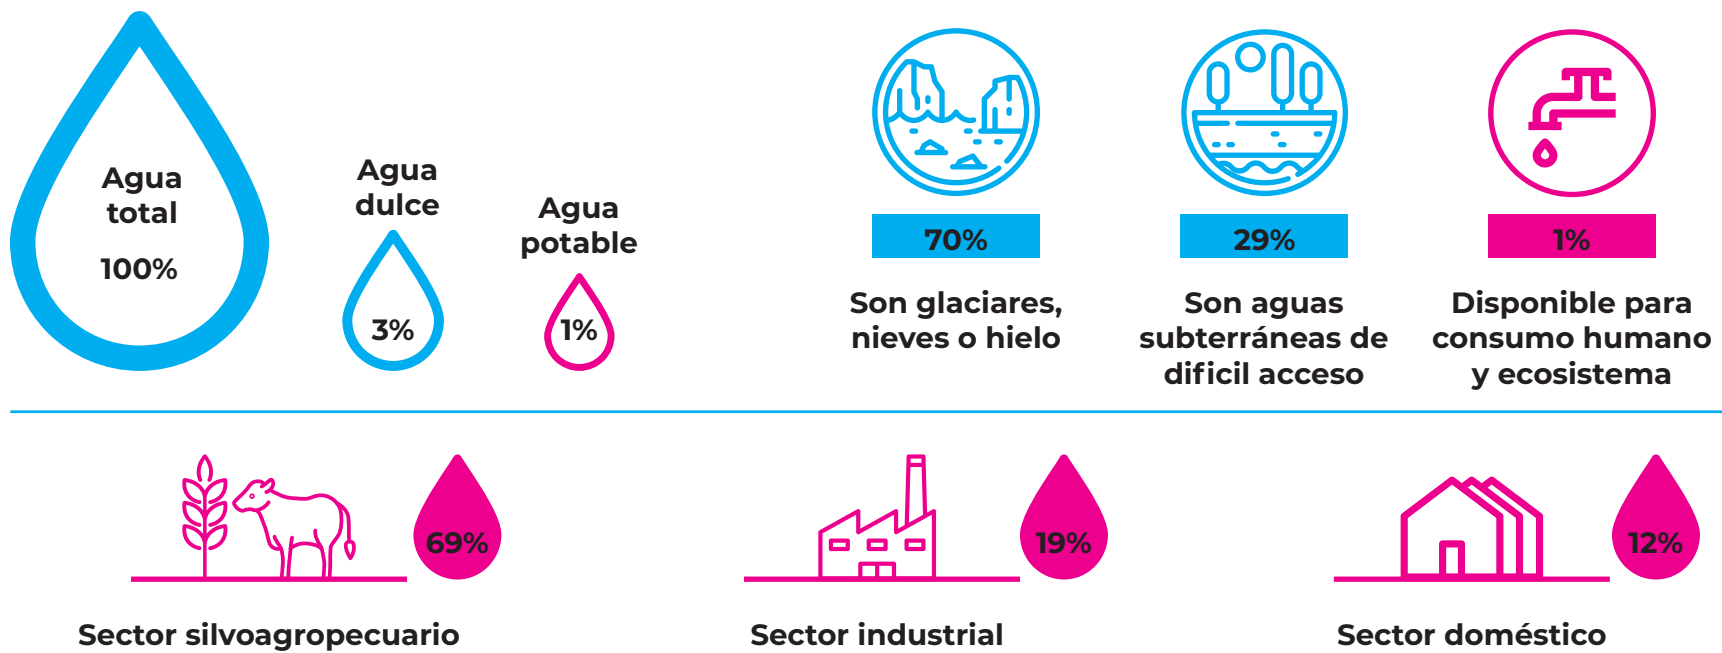 Agua
total
100%
Agua
dulce
3%
Agua
potable
1%
70%
Son glaciares,
nieves o hielo
29%
Son aguas
subterráneas de
dificil acceso
1%
Disponible para
consumo humano
y ecosistema
69%
Sector silvoagropecuario
19%
Sector industrial
12%
Sector doméstico